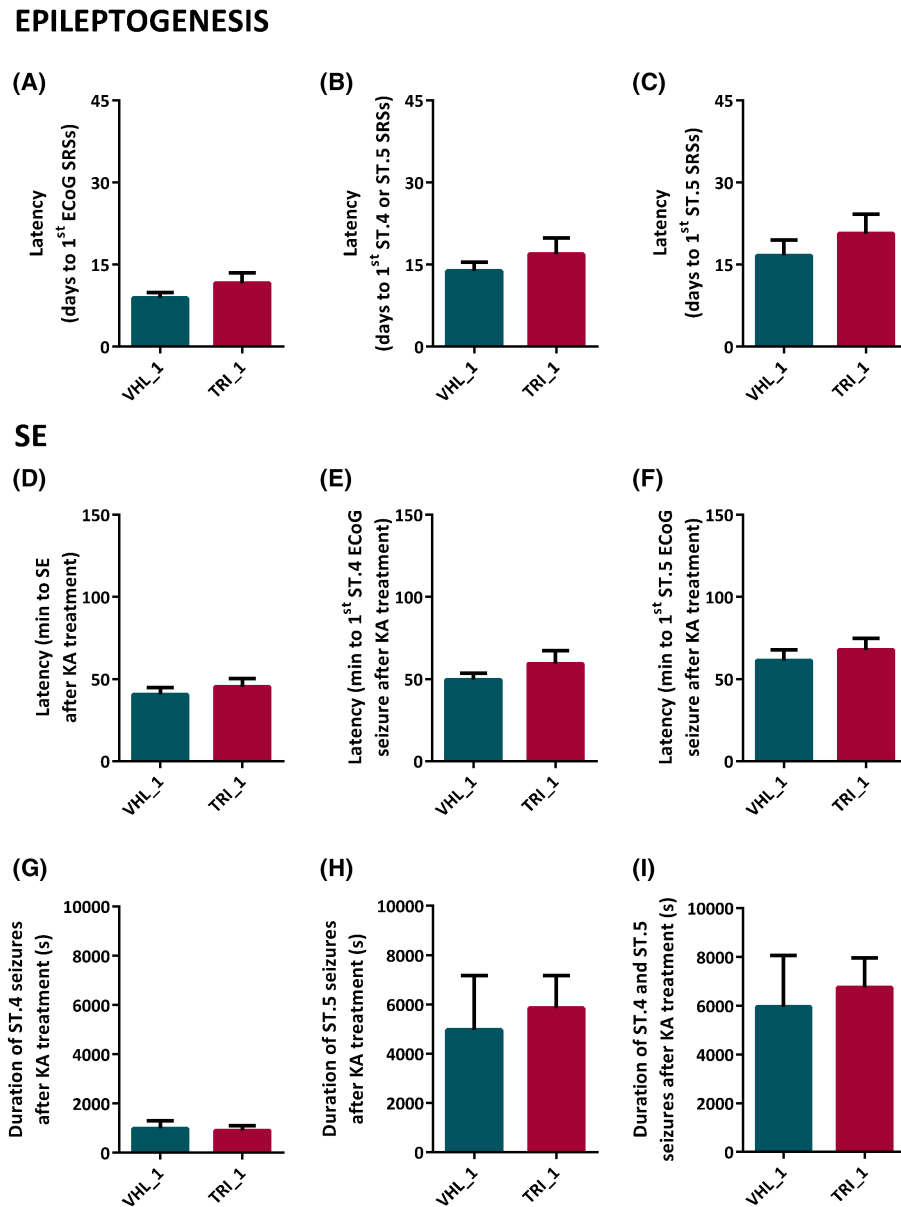 EPILEPTOGENESIS
(A)
Latency
(days to 1st ECoG SRSs)
45
30
15
0
VHL_1
TRI_1
(B)
Latency
(days to 1st ST.4 or ST.5 SRSs)
45
30
15
0
VHL_1
TRI_1
(C)
Latency
(days to 1st ST.5 SRSs)
45
30
15
0
VHL_1
TRI_1
SE
(D)
Latency (min to SE
after KA treatment)
150
100
50
0
VHL_1
TRI_1
(E)
Latency (min to 1st ST.4 ECoG
seizure after KA treatment)
150
100
50
0
VHL_1
TRI_1
(F)
Latency (min to 1st ST.5 ECoG
seizure after KA treatment)
150
100
50
0
VHL_1
TRI_1
(G)
Duration of ST.4 seizures
after KA treatment (s)
10000
8000
6000
4000
2000
0
VHL_1
TRI_1
(H)
Duration of ST.5 seizures
after KA treatment (s)
10000
8000
6000
4000
2000
0
VHL_1
TRI_1
(I)
Duration of ST.4 and ST.5
seizures after KA treatment (s)
10000
8000
6000
4000
2000
0
VHL_1
TRI_1